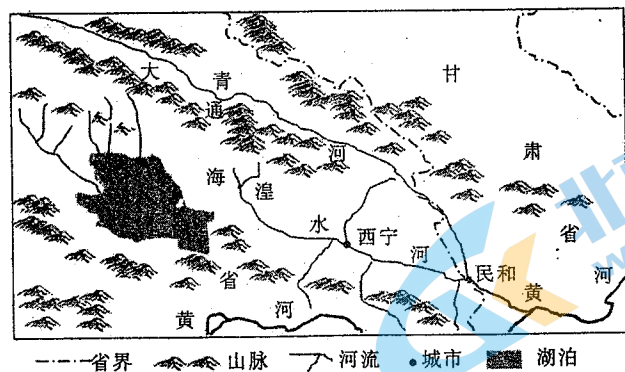 大 青 甘
通
河 肃
海 湟
水 西宁 省
河
省 民和 河
黄 河 黄
省界 山脉 河流 城市 湖泊
北
W